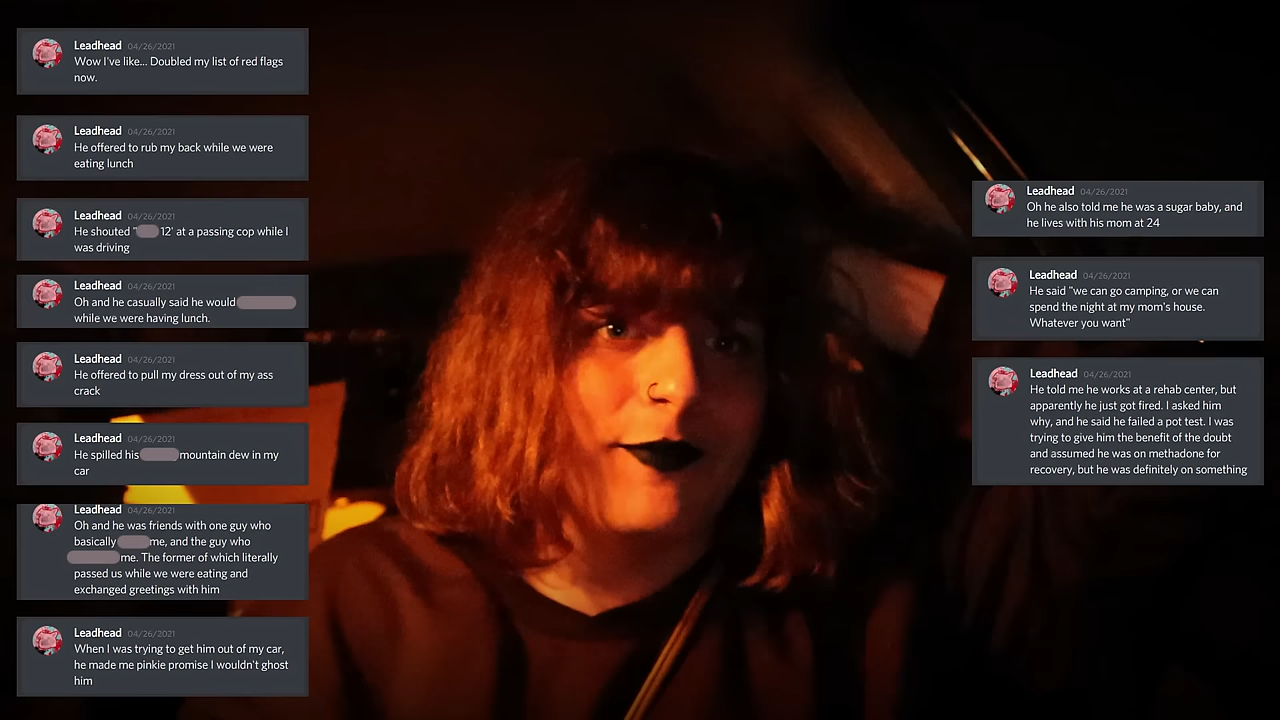 Leadhead 04/26/2021
Wow I've like... Doubled my list of red flags
now.
Leadhead 04/26/2021
He offered to rub my back while we were
eating lunch
Leadhead 04/26/2021
He shouted " 12' at a passing cop while I
was driving
Leadhead 04/26/2021
Oh and he casually said he would
while we were having lunch.
Leadhead 04/26/2021
He offered to pull my dress out of my ass
crack
Leadhead 04/26/2021
He spilled his mountain dew in my
car
Leadhead 04/26/2021
Oh and he was friends with one guy who
basically me, and the guy who
me. The former of which literally
passed us while we were eating and
exchanged greetings with him
Leadhead 04/26/2021
When I was trying to get him out of my car,
he made me pinkie promise I wouldn't ghost
him
Leadhead 04/26/2021
Oh he also told me he was a sugar baby, and
he lives with his mom at 24
Leadhead 04/26/2021
He said "we can go camping, or we can
spend the night at my mom's house.
Whatever you want"
Leadhead 04/26/2021
He told me he works at a rehab center, but
apparently he just got fired. I asked him
why, and he said he failed a pot test. I was
trying to give him the benefit of the doubt
and assumed he was on methadone for
recovery, but he was definitely on something